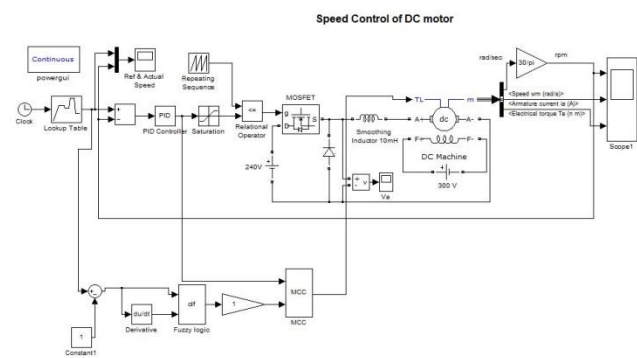 Speed Control of DC motor
Continuous
powergui
Clock
Lookup Table
Ref & Actual
Speed
PID
PID Controller
Saturation
Repeating
Sequence
<=
Relational
Operator
MOSFET
g
D
S
240V
Smoothing
Inductor 10mH
v
Va
TL
m
A+
dc
A-
F+
F-
DC Machine
300 V
rad/sec
30/pi
rpm
<Speed wm (rad/s)>
<Armature current ia (A)>
<Electrical torque Te (n m)>
Scope1
1
Constant1
du/dt
Derivative
Fuzzy logic
1
MCC
MCC